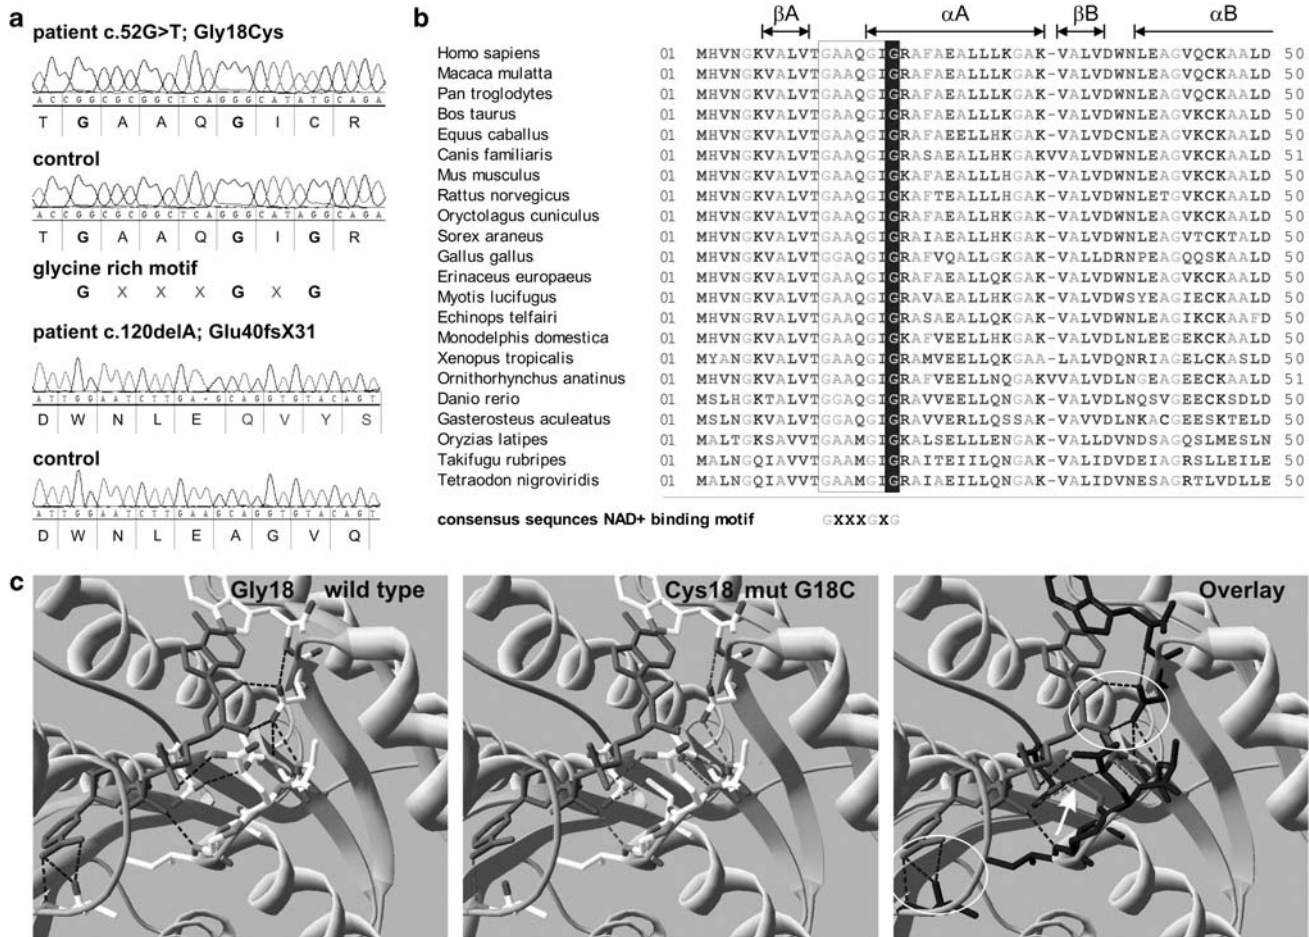 a
patient c.52G>T; Gly18Cys
A C C G G C G C G G C T C A G G G C A T A T G C A G A
T G A A Q G I C R
control
A C C G G C G C G G C T C A G G G C A T A G G C A G A
T G A A Q G I G R
glycine rich motif
G X X X G X G
patient c.120delA; Glu40fsX31
A T T G G A A T C T T G A - G C A G G T G T A C A G T
D W N L E Q V Y S
control
A T T G G A A T C T T G A A G C A G G T G T A C A G T
D W N L E A G V Q
b
βA αA βB αB
Homo sapiens 01 MHVNGKVALVTGAAQGIGRAFAEALLLKGAK-VALVDWNLEAGVQCKAALD 50
Macaca mulatta 01 MHVNGKVALVTGAAQGIGRAFAEALLLKGAK-VALVDWNLEAGVQCKAALD 50
Pan troglodytes 01 MHVNGKVALVTGAAQGIGRAFAEALLLKGAK-VALVDWNLEAGVQCKAALD 50
Bos taurus 01 MHVNGKVALVTGAAQGIGRAFAEALLLKGAK-VALVDWNLEAGVQCKAALD 50
Equus caballus 01 MHVNGKVALVTGAAQGIGRAFAEELLHKGAK-VALVDCNLEAGVKCKAALD 50
Canis familiaris 01 MHVNGKVALVTGAAQGIGRASAEALLHKGAKVVALVDWNLEAGVKCKAALD 51
Mus musculus 01 MHVNGKVALVTGAAQGIGKAFAEALLHGAK-VALVDWNLEAGVKCKAALD 50
Rattus norvegicus 01 MHVNGKVALVTGAAQGIGKAFTEALLHGAK-VALVDWNLETGVKCKAALD 50
Oryctolagus cuniculus 01 MHVNGKVALVTGAAQGIGRAFAEALLHKGAK-VALVDWNLEAGVKCKAALD 50
Sorex araneus 01 MHVNGKVALVTGAAQGIGRAIAEALLHKGAK-VALVDWNLEAGVTCKTALD 50
Gallus gallus 01 MHVNGKVALVTGGAQGIGRAFVQALLGKGAK-VALLDRNPEAGQQSKAALD 50
Erinaceus europaeus 01 MHVNGKVALVTGAAQGIGRAFAEALLQKGAK-VALVDWNLEAGVKCKAALD 50
Myotis lucifugus 01 MHVNGKVALVTGAAQGIGRAVAEALLHKGAK-VALVDWSYEAGIECKAALD 50
Echinops telfairi 01 MHVNGRVALVTGAAQGIGRASAEALLQKGAK-VALVDWNLEAGIKCKAAFD 50
Monodelphis domestica 01 MHVNGKVALVTGAAQGIGKAFVEELLHKGAK-VALVDLNLEEGEKCKAALD 50
Xenopus tropicalis 01 MYANGKVALVTGAAQGIGRAMVEELLQKGAA-LALVDQNRIAGELCKASLD 50
Ornithorhynchus anatinus 01 MHVNGKVALVTGAAQGIGRAFVEELLNQGAKVVALVDLNGEAGEECKAALD 51
Danio rerio 01 MSLHGKTALVTGAAQGIGRAVVEELLQNGAK-VALVDLNQSVGEECKSDLD 50
Gasterosteus aculeatus 01 MSLNGKVALVTGAAQGIGRAVVERLLQSSAK-VAVVDLNKACGEESKTELD 50
Oryzias latipes 01 MALTGKSAVVTGAAMGIGKALSELLLENGAK-VALLDVNDSAGQSLMESLN 50
Takifugu rubripes 01 MALNGQIAVVTGAAMGIGRAITEIILQNGAK-VALIDVDEIAGRSLLEILE 50
Tetraodon nigroviridis 01 MALNGQIAVVTGAAMGIGRAIAEILLQNGAK-VALIDVNESAGRTLVDLLE 50
consensus sequnces NAD+ binding motif GXXXGXG
c
Gly18 wild type
Cys18 mut G18C
Overlay